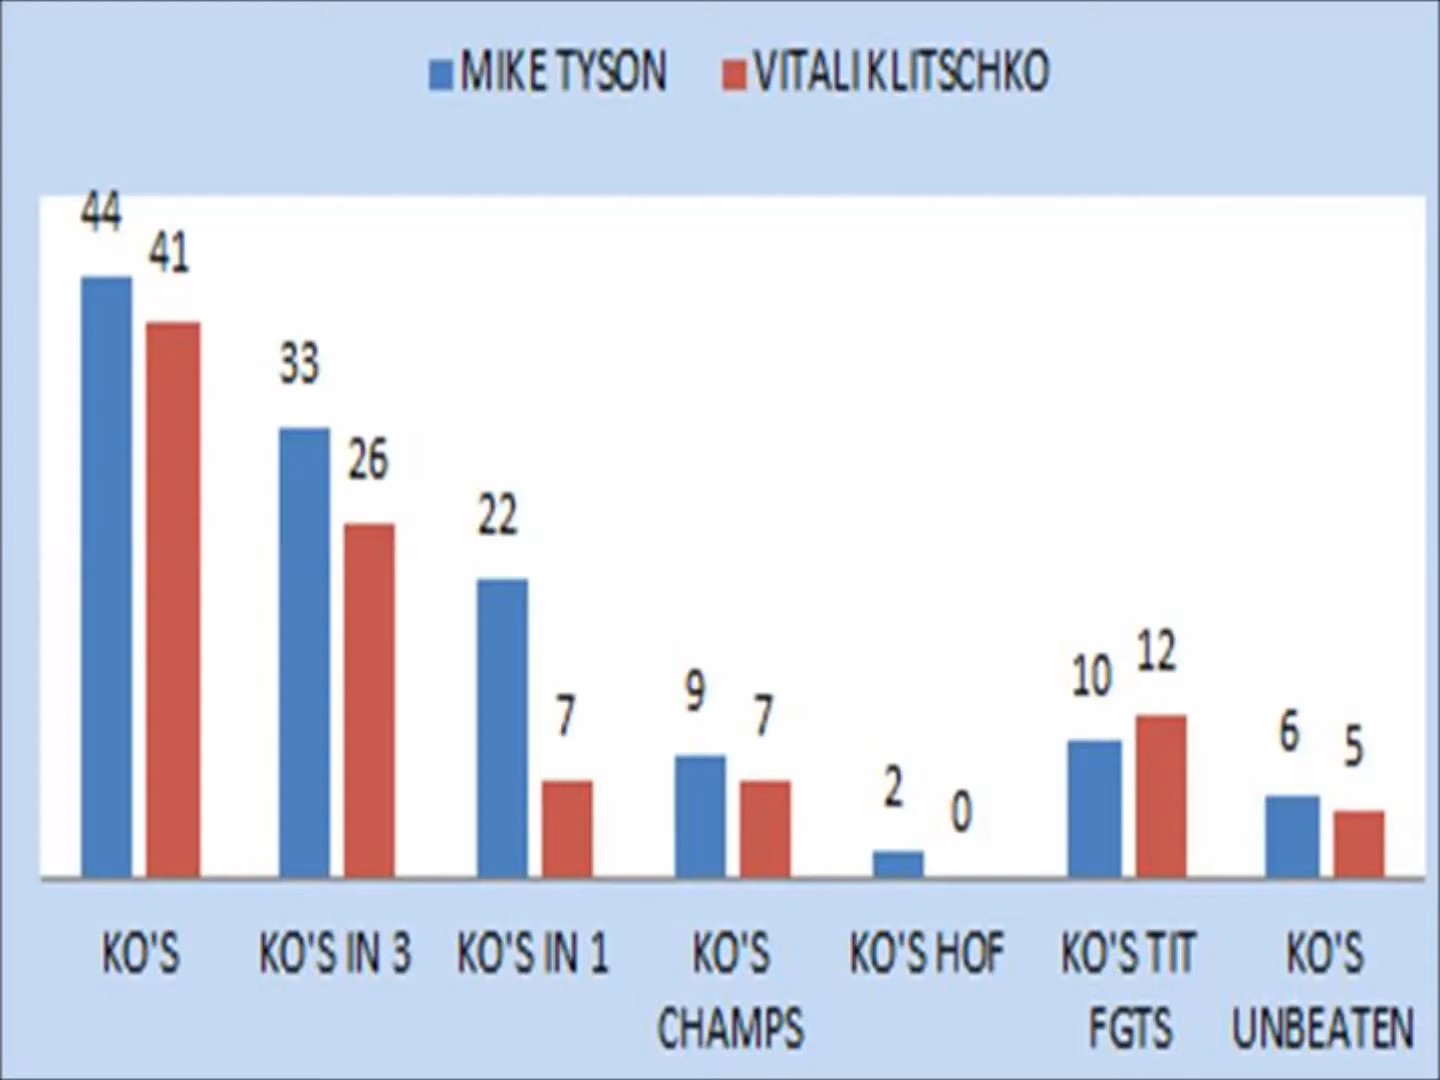 MIKE TYSON VITALI KLITSCHKO
44 41
33 26
22 7
9 7
2 0
10 12
6 5
KO'S KO'S IN 3 KO'S IN 1 KO'S KO'S HOF KO'S TIT KO'S
CHAMPS FGTS UNBEATEN